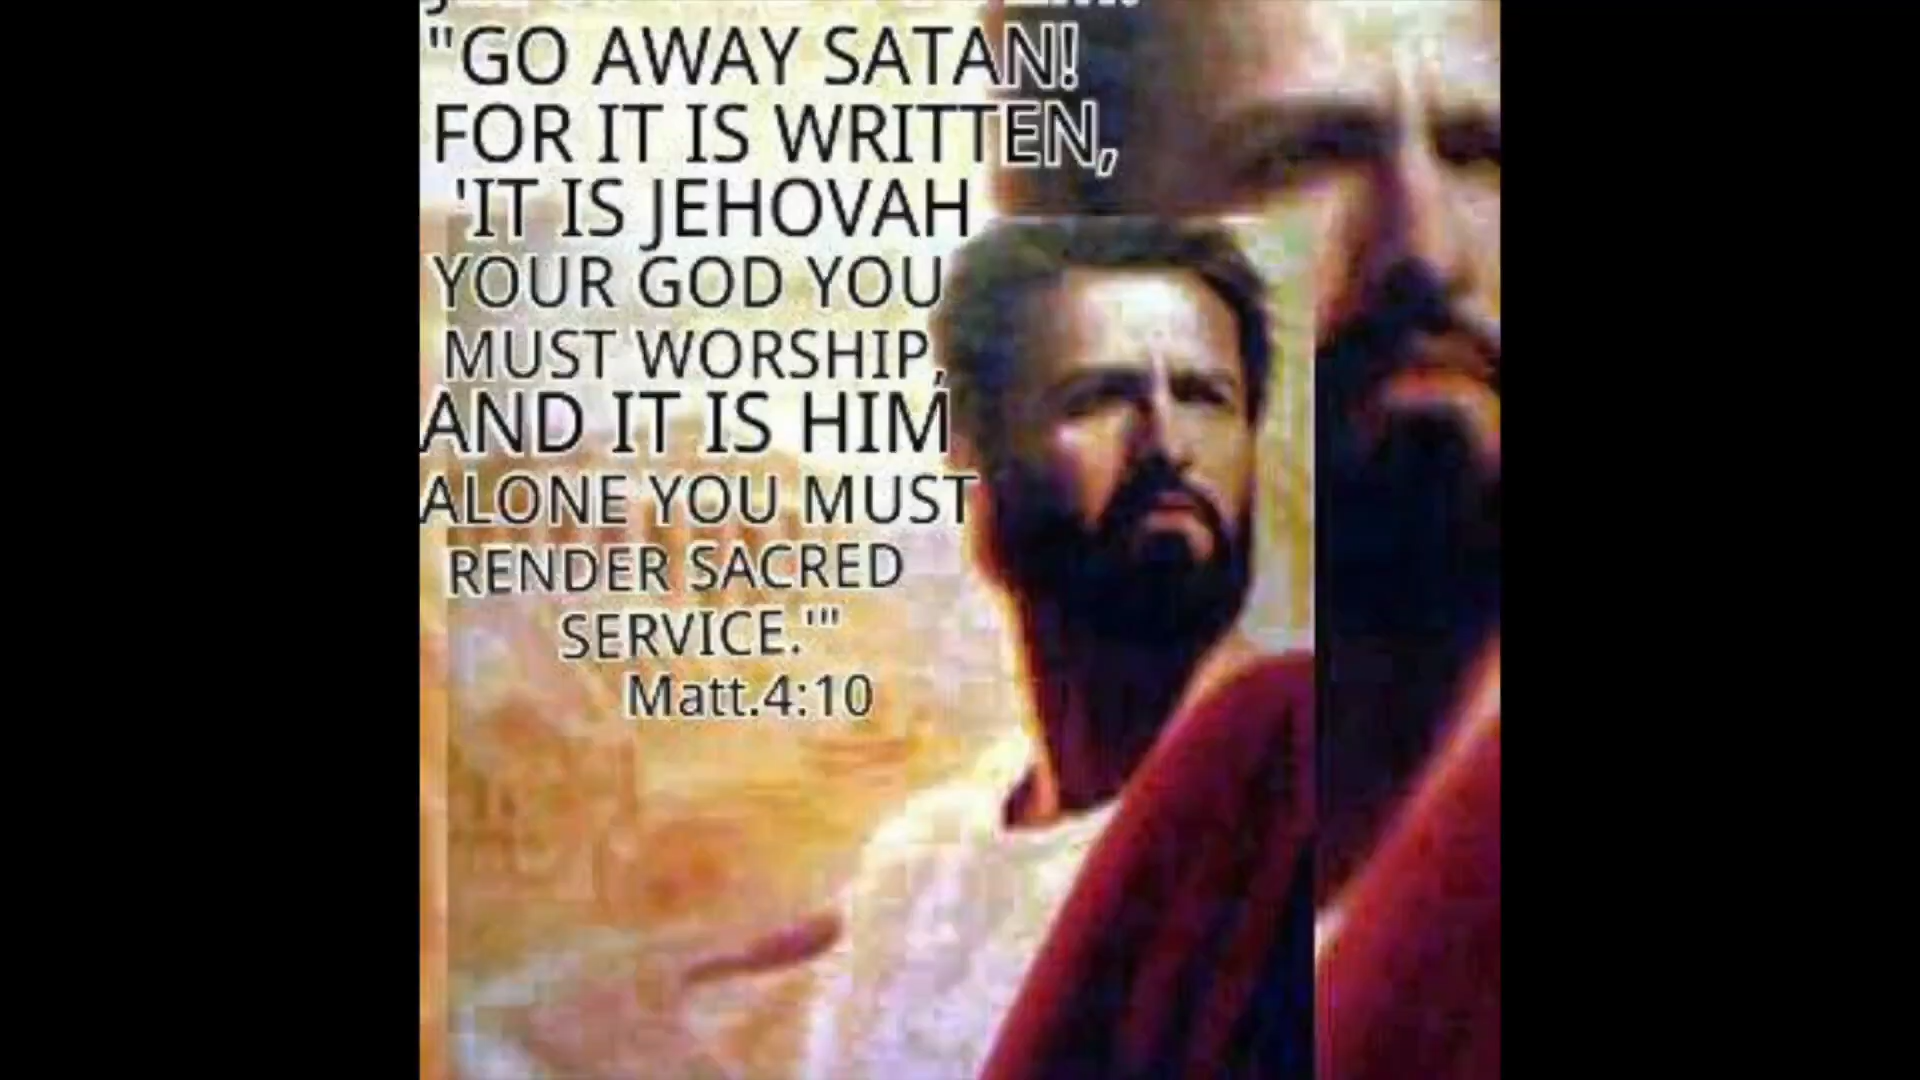 "GO AWAY SATAN!
FOR IT IS WRITTEN,
'IT IS JEHOVAH
YOUR GOD YOU
MUST WORSHIP,
AND IT IS HIM
ALONE YOU MUST
RENDER SACRED
SERVICE.'"
Matt.4:10